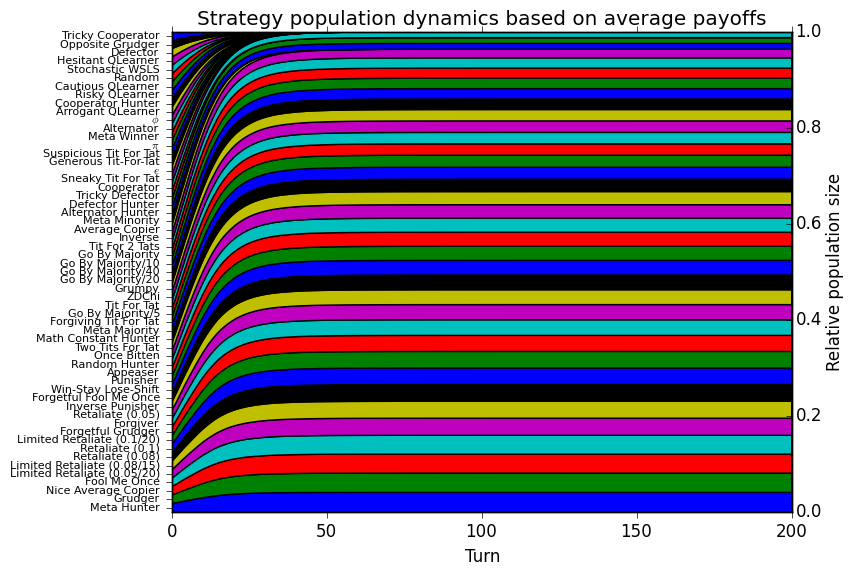 Strategy population dynamics based on average payoffs
Tricky Cooperator
Opposite Grudger
Defector
Hesitant QLearner
Stochastic WSLS
Random
Cautious QLearner
Risky QLearner
Cooperator Hunter
Arrogant QLearner
ϕ
Alternator
Meta Winner
π
Suspicious Tit For Tat
Generous Tit-For-Tat
e
Sneaky Tit For Tat
Cooperator
Tricky Defector
Defector Hunter
Alternator Hunter
Meta Minority
Average Copier
Inverse
Tit For 2 Tats
Go By Majority
Go By Majority/10
Go By Majority/40
Go By Majority/20
Grumpy
ZDChi
Tit For Tat
Go By Majority/5
Forgiving Tit For Tat
Meta Majority
Math Constant Hunter
Two Tits For Tat
Once Bitten
Random Hunter
Appeaser
Punisher
Win-Stay Lose-Shift
Forgetful Fool Me Once
Inverse Punisher
Retaliate (0.05)
Forgiver
Forgetful Grudger
Limited Retaliate (0.1/20)
Retaliate (0.1)
Retaliate (0.08)
Limited Retaliate (0.08/15)
Limited Retaliate (0.05/20)
Fool Me Once
Nice Average Copier
Grudger
Meta Hunter
1.0
0.8
0.6
0.4
0.2
0.0
Relative population size
0 50 100 150 200
Turn